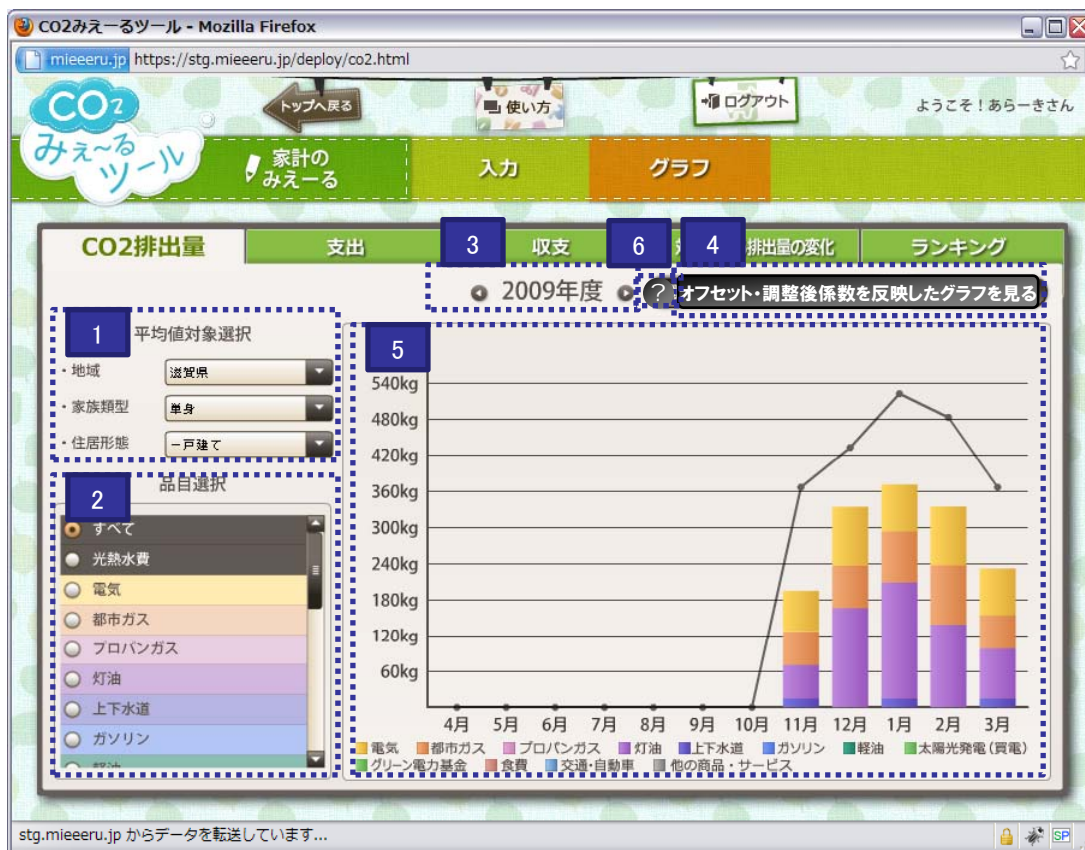 CO2みえーるツール - Mozilla Firefox
mieeeru.jp https://stg.mieeeru.jp/deploy/co2.html
CO2
みえ～る
ツール
トップへ戻る
使い方
ログアウト
ようこそ！あらーきさん
家計の
みえーる
入力
グラフ
CO2排出量
支出
3
収支
6
4
排出量の変化
ランキング
2009年度
?
オフセット・調整後係数を反映したグラフを見る
1
平均値対象選択
・地域
滋賀県
・家族類型
単身
・住居形態
一戸建て
2
品目選択
すべて
光熱水費
電気
都市ガス
プロパンガス
灯油
上下水道
ガソリン
軽油
5
540kg
480kg
420kg
360kg
300kg
240kg
180kg
120kg
60kg
4月 5月 6月 7月 8月 9月 10月 11月 12月 1月 2月 3月
電気 都市ガス プロパンガス 灯油 上下水道 ガソリン 軽油 太陽光発電(買電)
グリーン電力基金 食費 交通・自動車 他の商品・サービス
stg.mieeeru.jp からデータを転送しています...
SP